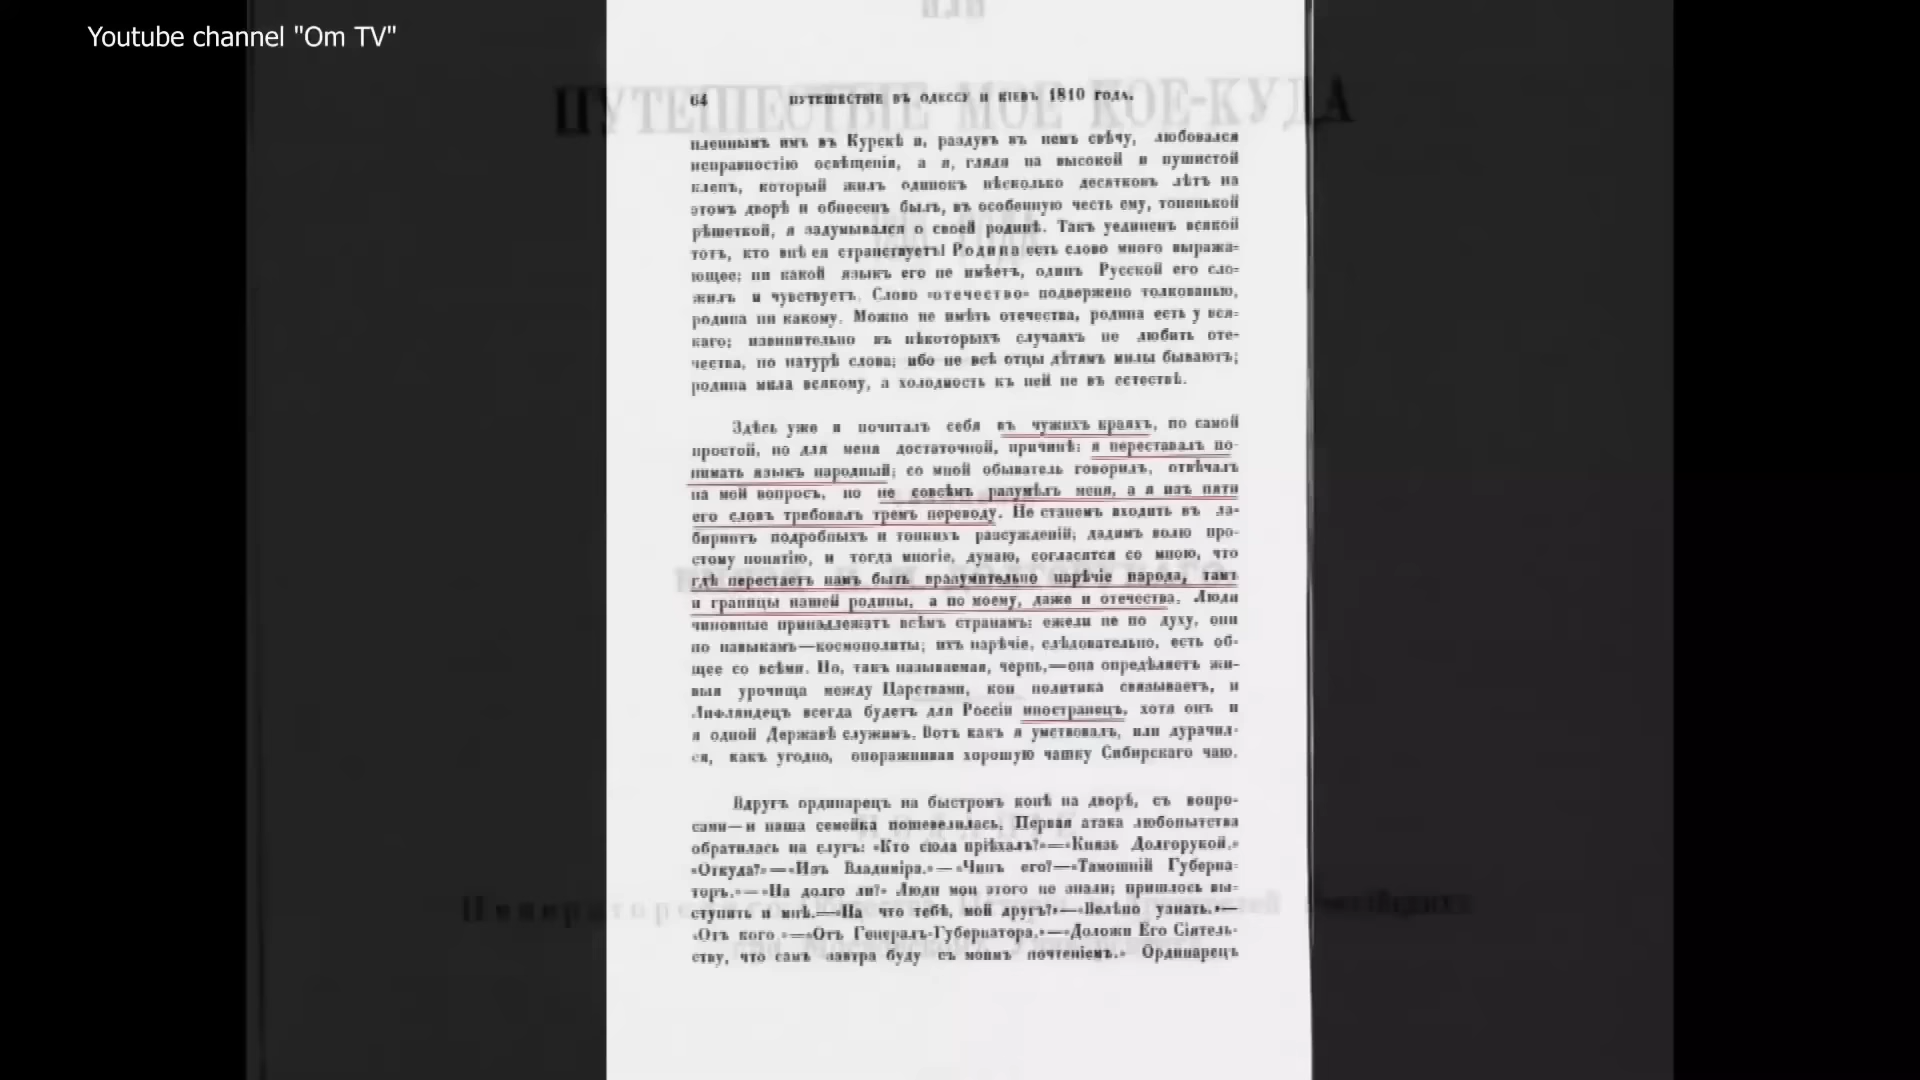 Youtube channel "Om TV"
ПУТЕШЕСТВІЕ МОЕ КОЕ-КУДА
64 ПУТЕШЕСТВІЕ ВЪ ОДЕССУ И КІЕВЪ 1810 ГОДА.
пленнымъ имъ въ Курскѣ и, раздувъ въ немъ свѣчу, любовался
исправностію освѣщенія, а я, глядя на высокой и пушистой
кленъ, который жилъ одинокъ нѣсколько десятковъ лѣтъ на
этомъ дворѣ и обнесенъ былъ, въ особенную честь ему, тоненькой
рѣшеткой, я задумывался о своей родинѣ. Такъ уединенъ всякой
тотъ, кто внѣ ея странствуетъ! Родина есть слово много выража-
ющее; ни какой языкъ его не имѣетъ, одинъ Русской его сло-
жилъ и чувствуетъ. Слово «отечество» подвержено толкованью,
родина ни какому. Можно не имѣть отечества, родина есть у вся-
каго; извинительно въ нѣкоторыхъ случаяхъ не любить оте-
чества, по натурѣ слова; ибо не всѣ отцы дѣтямъ милы бываютъ;
родина мила всякому, а холодность къ ней не въ естествѣ.
Здѣсь уже я почиталъ себя въ чужихъ краяхъ, по самой
простой, но для меня достаточной, причинѣ: я переставалъ по-
нимать языкъ народный; со мной обыватель говорилъ, отвѣчалъ
на мой вопросъ, но не совсѣмъ разумѣлъ меня, а я изъ пяти
его словъ требовалъ тремъ переводу. Не станемъ входить въ ла-
биринтъ подробныхъ и тонкихъ разсужденій; дадимъ волю про-
стому понятію, и тогда многіе, думаю, согласятся со мною, что
гдѣ перестаетъ намъ быть вразумительно нарѣчіе народа, тамъ
и границы нашей родины, а по моему, даже и отечества. Люди
чиновные принадлежатъ всѣмъ странамъ: ежели не по духу, они
по навыкамъ—космополиты; ихъ нарѣчіе, слѣдовательно, есть об-
щее со всѣми. Но, такъ называемая, чернь,—она опредѣляетъ жи-
выя урочища между Царствами, кои политика связываетъ, и
Лифляндецъ всегда будетъ для Россіи иностранецъ, хотя онъ и
я одной Державѣ служимъ. Вотъ какъ я умствовалъ, или дурачил-
ся, какъ угодно, опоражнивая хорошую чашку Сибирскаго чаю.
Вдругъ ординарецъ на быстромъ конѣ на дворѣ, съ вопро-
сами—и наша семейка пошевелилась. Первая атака любопытства
обратилась на слугъ: «Кто сюда пріѣхалъ?»—«Князь Долгорукой.»
«Откуда?»—«Изъ Владиміра.»—«Чинъ его?—«Тамошній Губерна-
торъ.»—«На долго ли?» Люди мои этого не знали; пришлось вы-
ступить и мнѣ.—«На что тебѣ, мой другъ?»—«Велѣно узнать.»—
«Отъ кого»—«Отъ Генералъ-Губернатора.»—«Доложи Его Сіятель-
ству, что самъ завтра буду съ моимъ почтеніемъ.» Ординарецъ